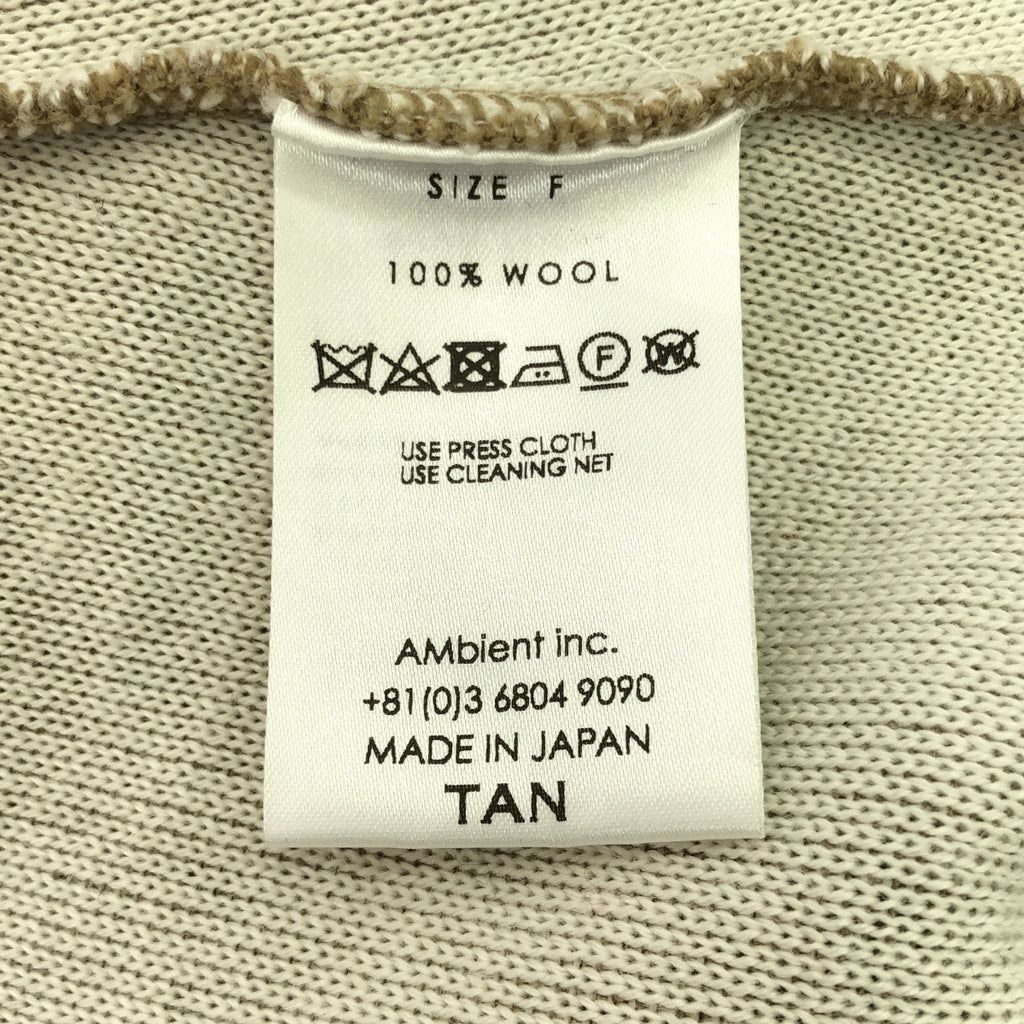 SIZE F
100% WOOL
F W
USE PRESS CLOTH
USE CLEANING NET
AMbient inc.
+81(0)3 6804 9090
MADE IN JAPAN
TAN